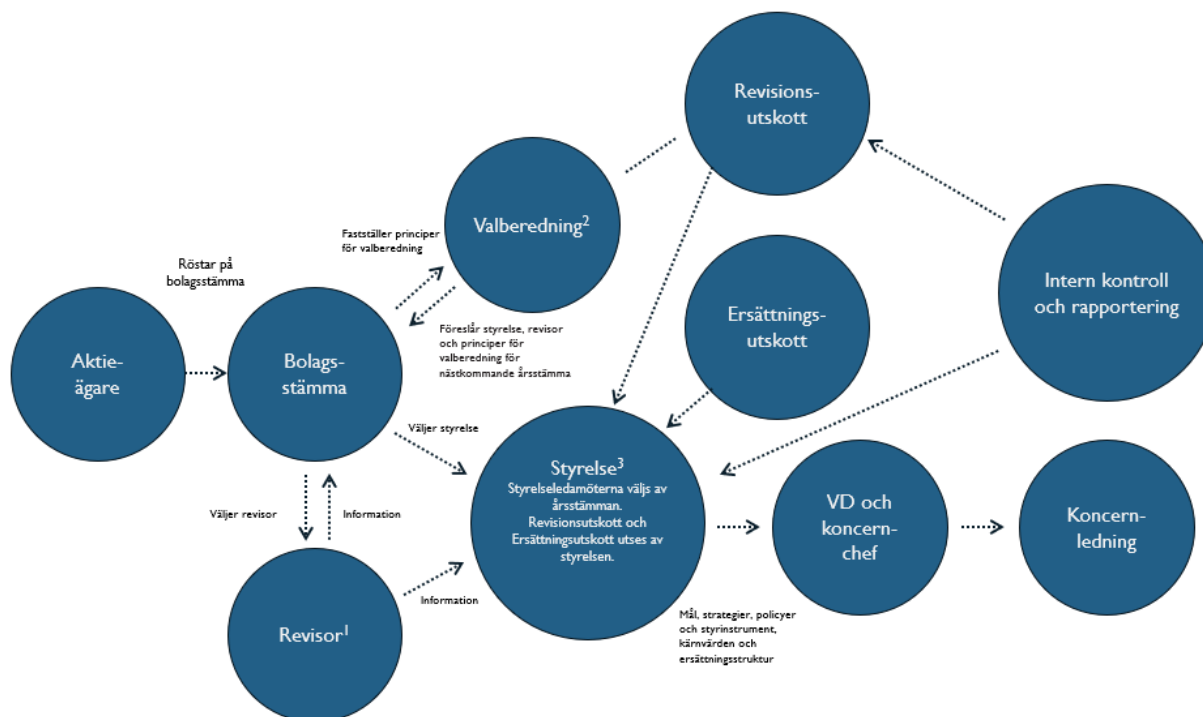 Revisions-
utskott
Valberedning²
Fastställer principer
för valberedning
Röstar på
bolagsstämma
Intern kontroll
och rapportering
Ersättnings-
utskott
Föreslår styrelse, revisor
och principer för
valberedning för
nästkommande årsstämma
Aktie-
ägare
Bolags-
stämma
Väljer styrelse
Styrelse³
Styrelseledamöterna väljs av
årsstämman.
Revisionsutskott och
Ersättningsutskott utses av
styrelsen.
VD och
koncern-
chef
Koncern-
ledning
Väljer revisor
Information
Information
Revisor¹
Mål, strategier, policyer
och styrinstrument,
kärnvärden och
ersättningsstruktur